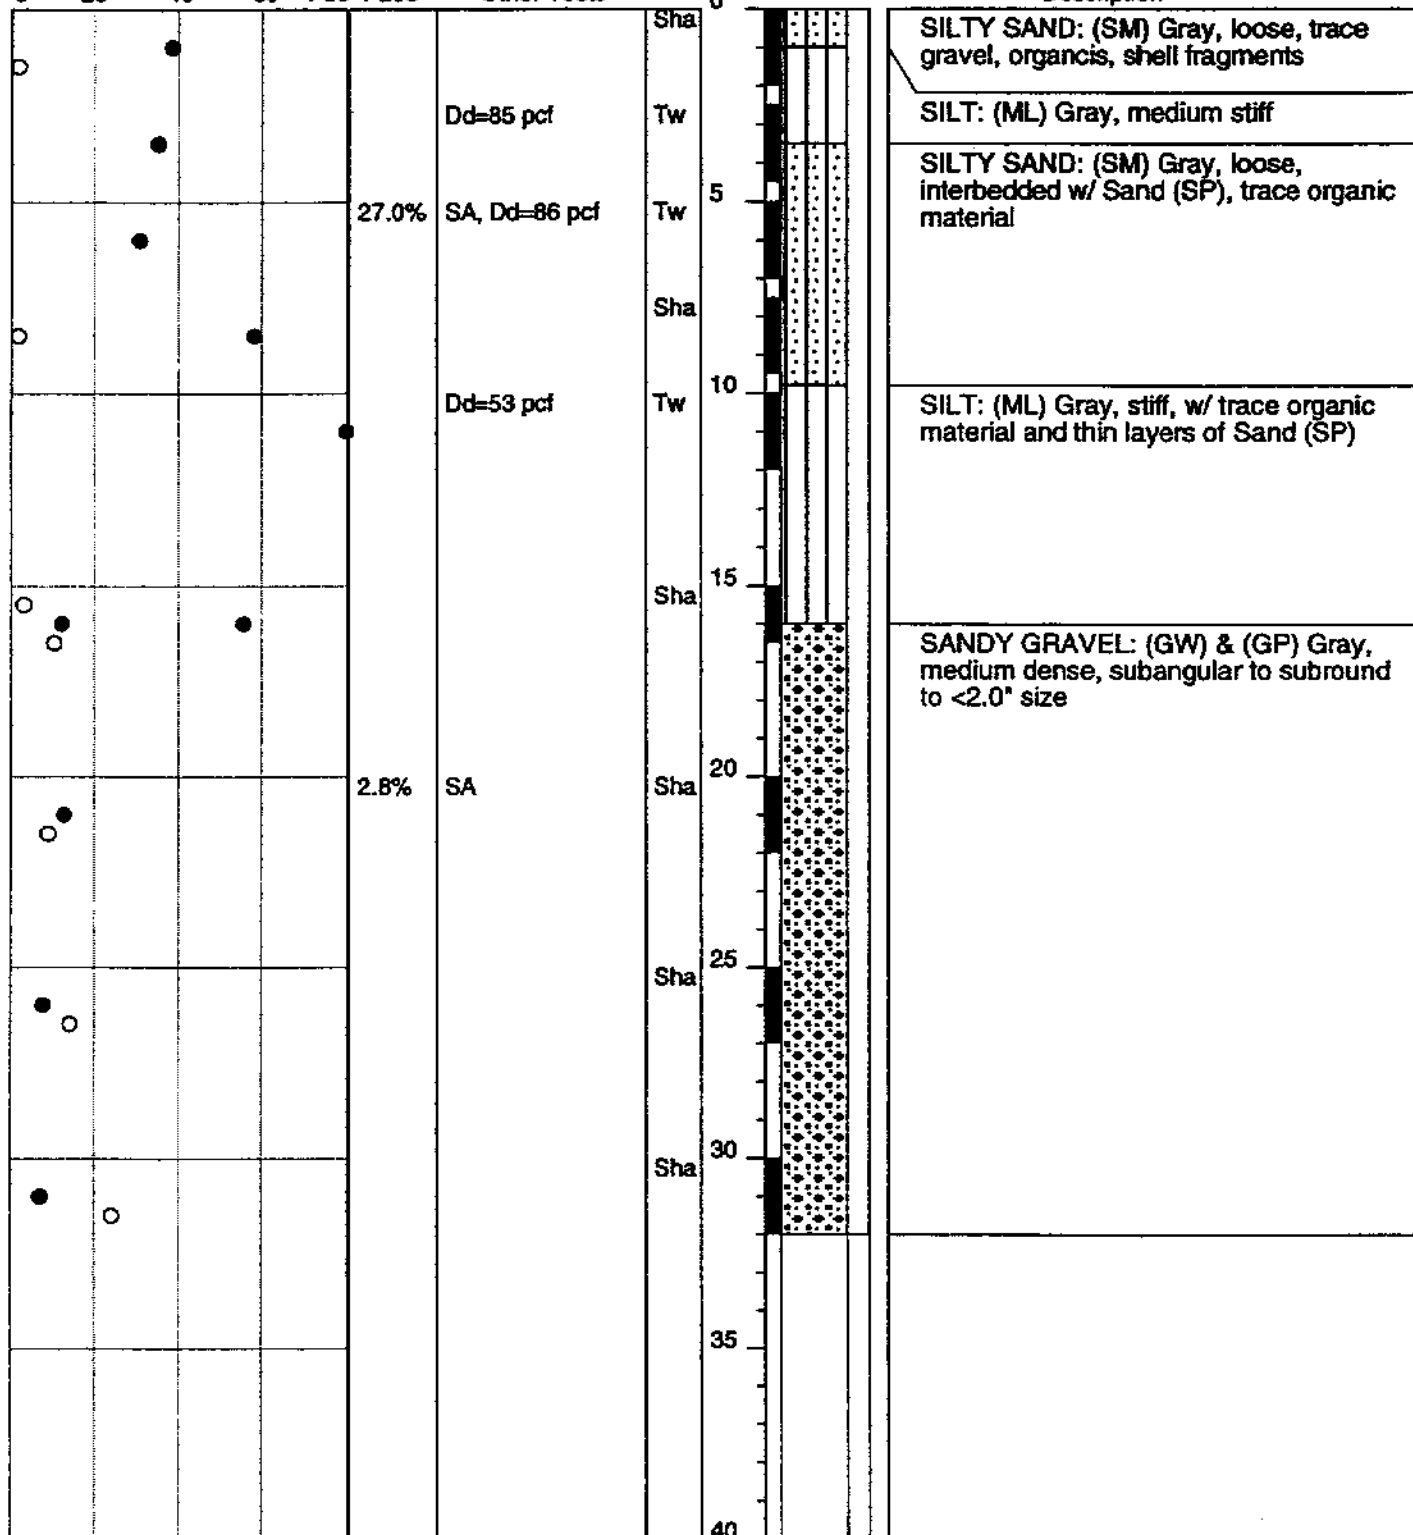 0
SILTY SAND: (SM) Gray, loose, trace
gravel, organcis, shell fragments
Sha
SILT: (ML) Gray, medium stiff
Dd=85 pcf
Tw
SILTY SAND: (SM) Gray, loose,
interbedded w/ Sand (SP), trace organic
material
5
27.0%
SA, Dd=86 pcf
Tw
Sha
10
Dd=53 pcf
Tw
SILT: (ML) Gray, stiff, w/ trace organic
material and thin layers of Sand (SP)
15
Sha
SANDY GRAVEL: (GW) & (GP) Gray,
medium dense, subangular to subround
to <2.0" size
20
2.8%
SA
Sha
25
Sha
30
Sha
35
40